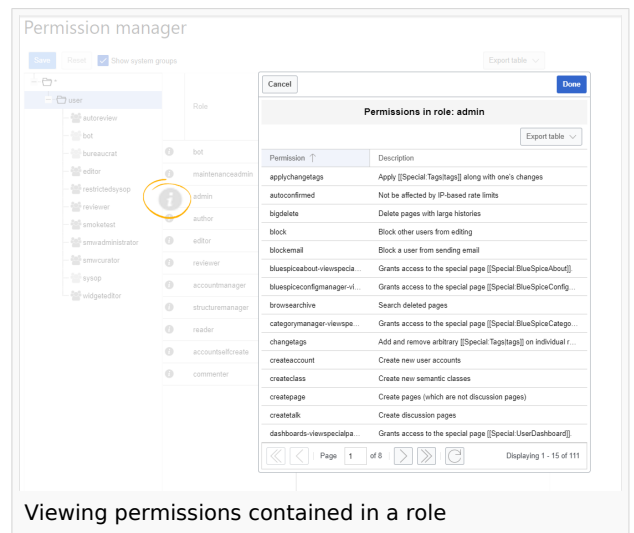 Permission manager
Save Reset Show system groups Export table
*
user
autoreview
bot
bureaucrat
editor
restrictedsysop
reviewer
smoketest
smwadministrator
smwcurator
sysop
widgeteditor
Role
bot
maintenanceadmin
admin
author
editor
reviewer
accountmanager
structuremanager
reader
accountselfcreate
commenter
Cancel Done
Permissions in role: admin
Export table
Permission ↑ Description
applychangetags Apply [[Special:Tags|tags]] along with one's changes
autoconfirmed Not be affected by IP-based rate limits
bigdelete Delete pages with large histories
block Block other users from editing
blockemail Block a user from sending email
bluespiceabout-viewspecia... Grants access to the special page [[Special:BlueSpiceAbout]].
bluespiceconfigmanager-vi... Grants access to the special page [[Special:BlueSpiceConfig...
browsearchive Search deleted pages
categorymanager-viewspe... Grants access to the special page [[Special:BlueSpiceCatego...
changetags Add and remove arbitrary [[Special:Tags|tags]] on individual r...
createaccount Create new user accounts
createclass Create new semantic classes
createpage Create pages (which are not discussion pages)
createtalk Create discussion pages
dashboards-viewspecialpa... Grants access to the special page [[Special:UserDashboard]].
Page 1 of 8 Displaying 1 - 15 of 111
Viewing permissions contained in a role